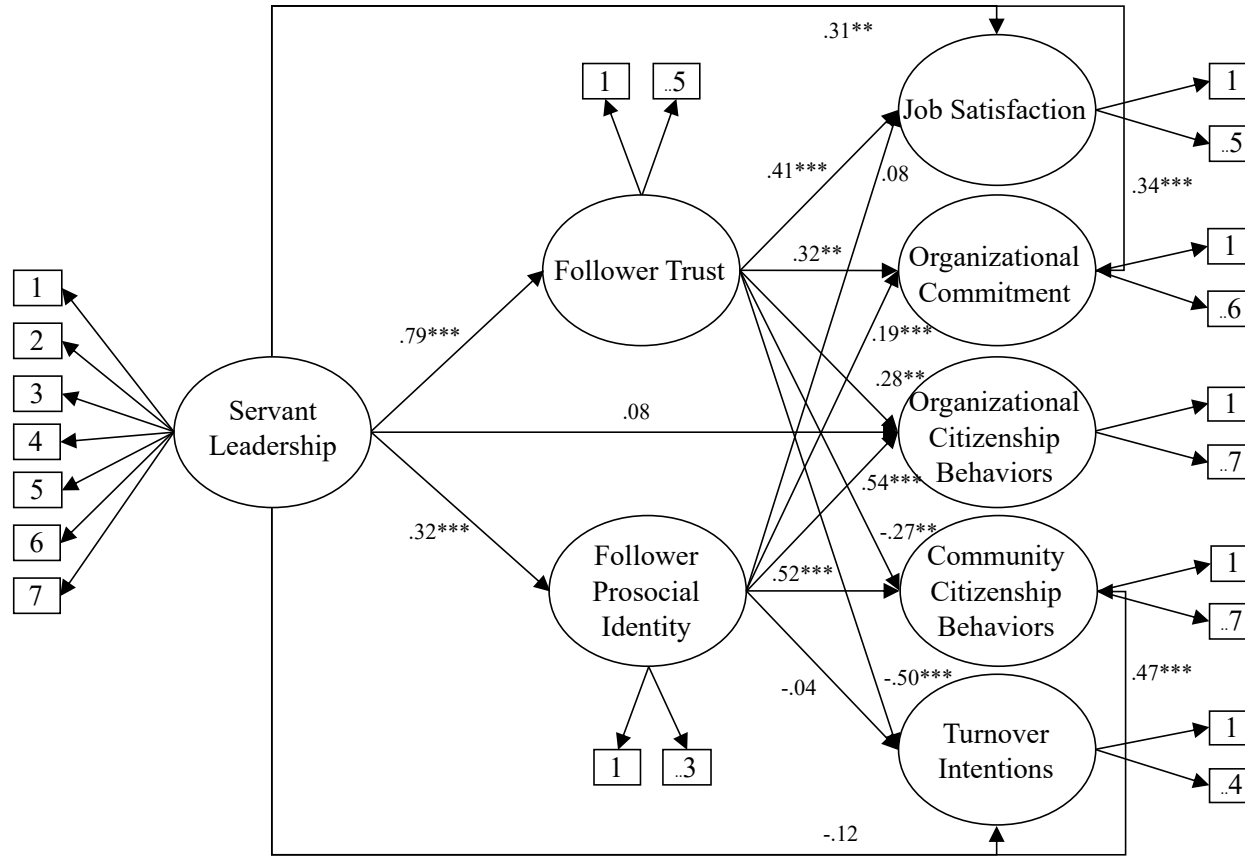 .31**
1
..5
1
Job Satisfaction
..5
.41***
.08
.34***
Follower Trust
.32**
Organizational
Commitment
1
..6
1
2
3
4
5
6
7
.79***
.19***
.28**
Servant
Leadership
.08
Organizational
Citizenship
Behaviors
1
..7
.32***
.54***
-.27**
Follower
Prosocial
Identity
.52***
Community
Citizenship
Behaviors
1
..7
-.04
-.50***
.47***
1
..3
Turnover
Intentions
1
..4
-.12